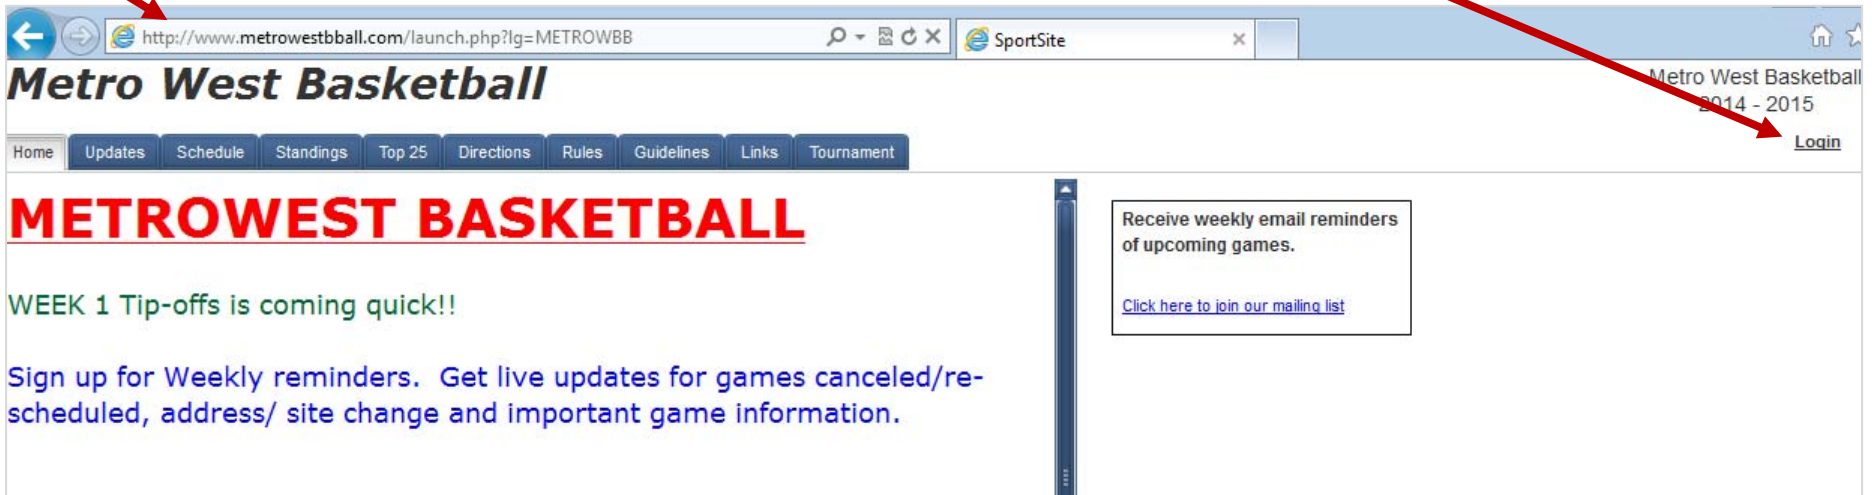 http://www.metrowestbball.com/launch.php?lg=METROWBB
SportSite
Metro West Basketball
Metro West Basketball
2014 - 2015
Login
Home Updates Schedule Standings Top 25 Directions Rules Guidelines Links Tournament
METROWEST BASKETBALL
WEEK 1 Tip-offs is coming quick!!
Sign up for Weekly reminders.  Get live updates for games canceled/re-
scheduled, address/ site change and important game information.
Receive weekly email reminders
of upcoming games.
Click here to join our mailing list